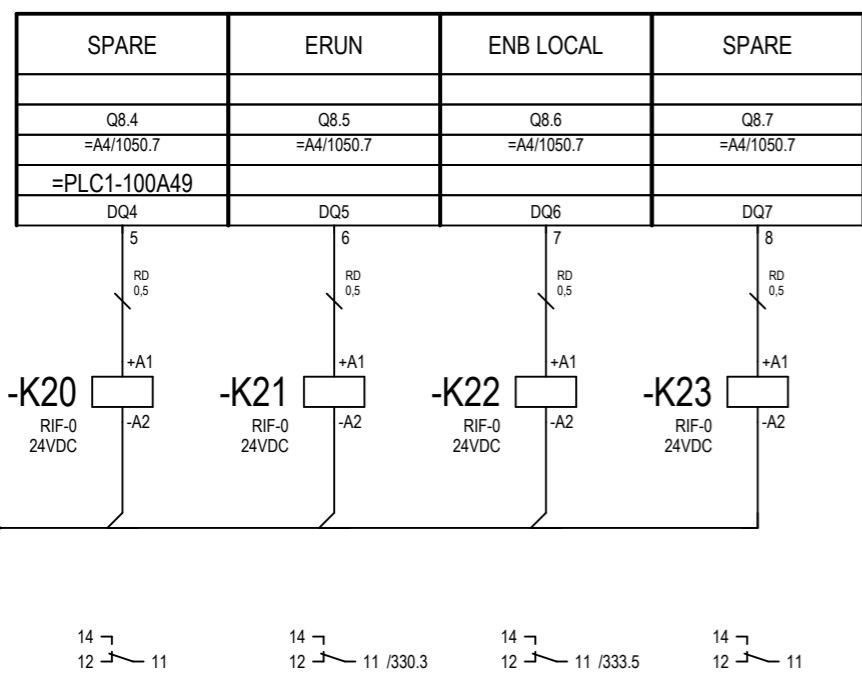 SPARE ERUN ENB LOCAL SPARE
Q8.4 Q8.5 Q8.6 Q8.7
=A4/1050.7 =A4/1050.7 =A4/1050.7 =A4/1050.7
=PLC1-100A49
DQ4 DQ5 DQ6 DQ7
5 6 7 8
RD RD RD RD
0,5 0,5 0,5 0,5
+A1 +A1 +A1 +A1
-K20 -K21 -K22 -K23
RIF-0 -A2 RIF-0 -A2 RIF-0 -A2 RIF-0 -A2
24VDC 24VDC 24VDC 24VDC
14 14 14 14
12 11 12 11 /330.3 12 11 /333.5 12 11